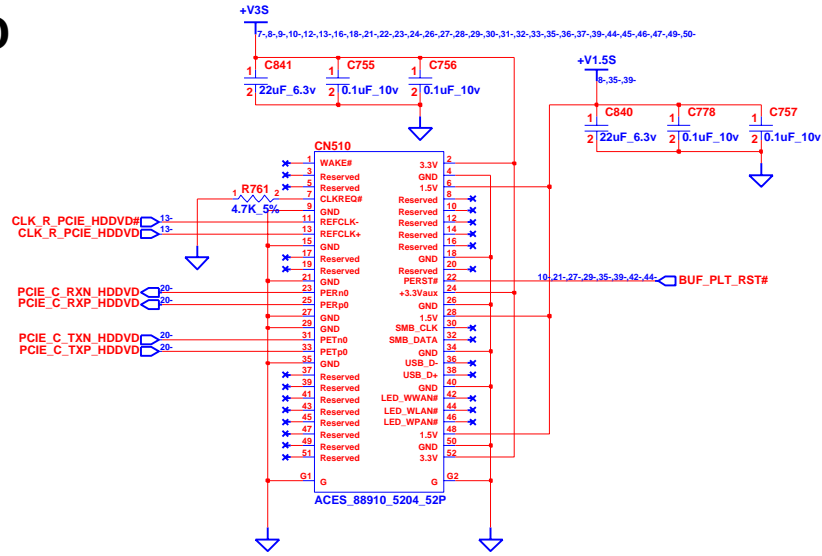 +V3S
7-,8-,9-,10-,12-,13-,16-,18-,21-,22-,23-,24-,26-,27-,28-,29-,30-,31-,32-,33-,35-,36-,37-,39-,44-,45-,46-,47-,49-,50-
+V1.5S
8-,35-,39-
1 C841
2 22uF_6.3v
1 C755
2 0.1uF_10v
1 C756
2 0.1uF_10v
1 C840
2 22uF_6.3v
1 C778
2 0.1uF_10v
1 C757
2 0.1uF_10v
CN510
1 WAKE# 3.3V 2
3 Reserved GND 4
5 Reserved 1.5V 6
1 R761 2
4.7K_5%
7 CLKREQ# Reserved 8
9 GND Reserved 10
CLK_R_PCIE_HDDVD# 13- 11 REFCLK- Reserved 12
CLK_R_PCIE_HDDVD 13- 13 REFCLK+ Reserved 14
15 GND Reserved 16
17 Reserved GND 18
19 Reserved Reserved 20
21 GND PERST# 22 10-,21-,27-,29-,35-,39-,42-,44- BUF_PLT_RST#
PCIE_C_RXN_HDDVD 20- 23 PERn0 +3.3Vaux 24
PCIE_C_RXP_HDDVD 20- 25 PERp0 GND 26
27 GND 1.5V 28
29 GND SMB_CLK 30
PCIE_C_TXN_HDDVD 20- 31 PETn0 SMB_DATA 32
PCIE_C_TXP_HDDVD 20- 33 PETp0 GND 34
35 GND USB_D- 36
37 Reserved USB_D+ 38
39 Reserved GND 40
41 Reserved LED_WWAN# 42
43 Reserved LED_WLAN# 44
45 Reserved LED_WPAN# 46
47 Reserved 1.5V 48
49 Reserved GND 50
51 Reserved 3.3V 52
G1 G G G2
ACES_88910_5204_52P